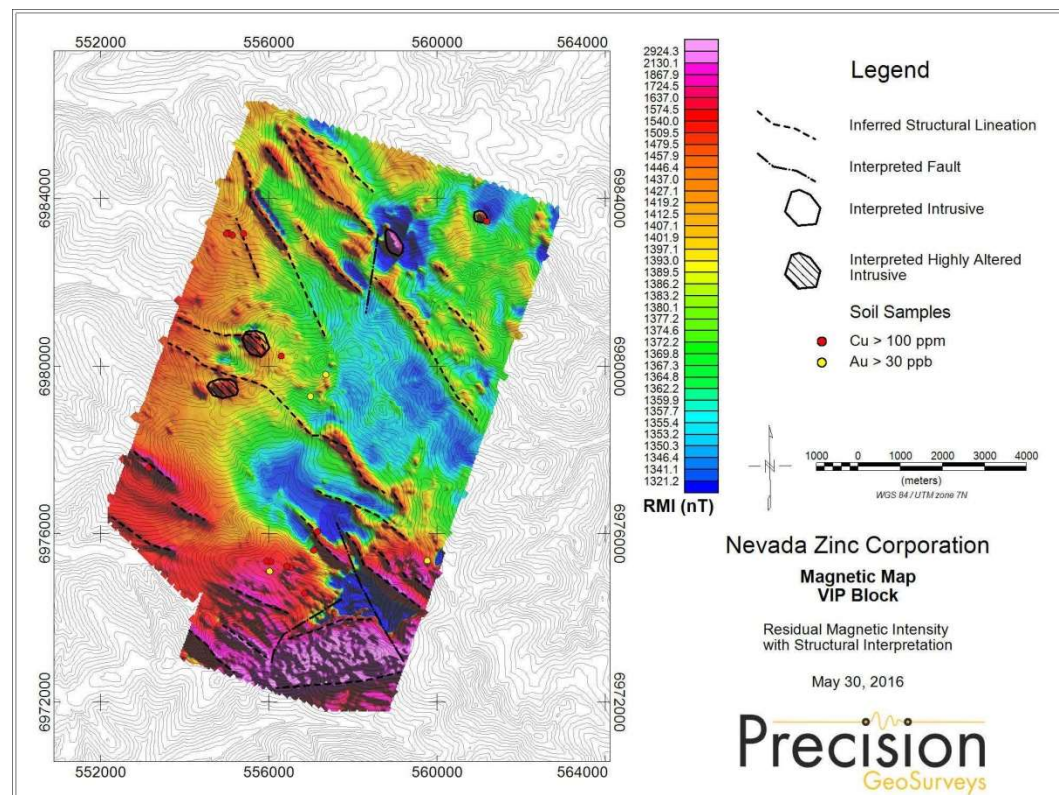 552000
556000
560000
564000
6984000
6980000
6976000
6972000
6984000
6980000
6976000
6972000
552000
556000
560000
564000
2924.3
2130.1
1867.9
1724.5
1637.0
1574.5
1540.0
1509.5
1479.5
1457.9
1446.4
1437.0
1427.1
1419.2
1412.5
1407.1
1401.9
1397.1
1393.0
1389.5
1386.2
1383.2
1380.1
1377.2
1374.6
1372.2
1369.8
1367.3
1364.8
1362.2
1359.9
1357.7
1355.4
1353.2
1350.3
1346.4
1341.1
1321.2
RMI (nT)
Legend
Inferred Structural Lineation
Interpreted Fault
Interpreted Intrusive
Interpreted Highly Altered
Intrusive
Soil Samples
Cu > 100 ppm
Au > 30 ppb
N
1000 0 1000 2000 3000 4000
(meters)
WGS 84 / UTM zone 7N
Nevada Zinc Corporation
Magnetic Map
VIP Block
Residual Magnetic Intensity
with Structural Interpretation
May 30, 2016
Precision
GeoSurveys